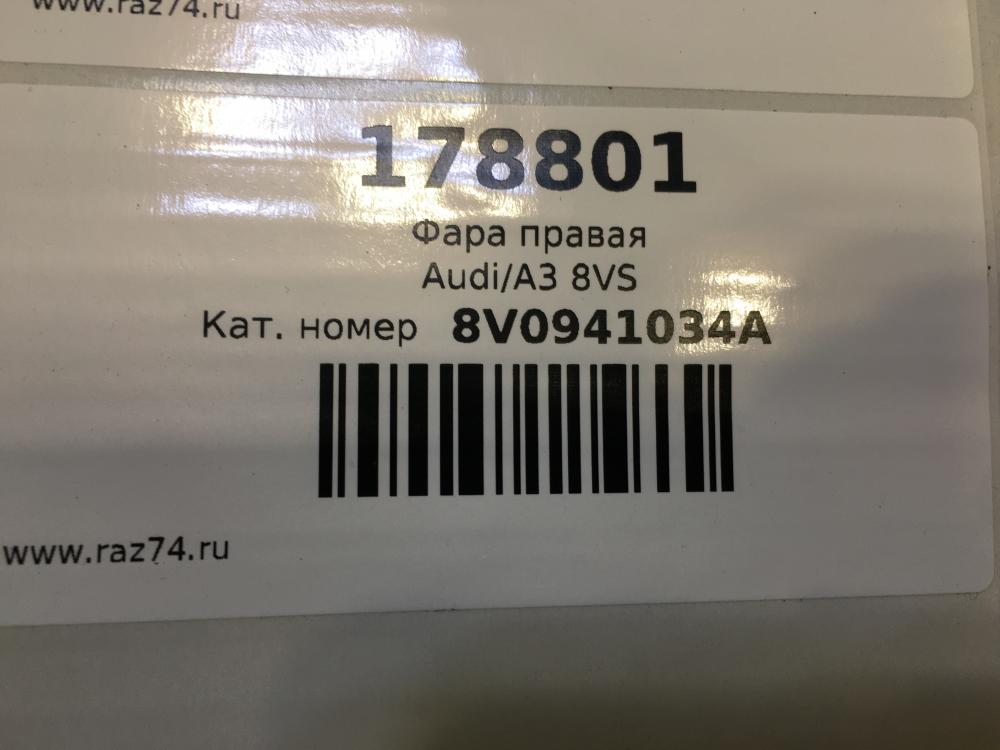 www.raz74.ru
178801
Фара правая
Audi/A3 8VS
Кат. номер 8V0941034A
www.raz74.ru